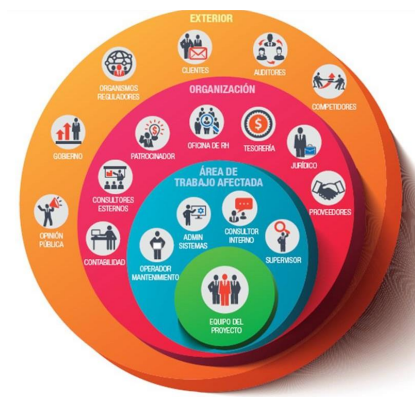 EXTERIOR
CLIENTES
AUDITORES
ORGANISMOS
REGULADORES
COMPETIDORES
GOBIERNO
OPINIÓN
PÚBLICA
ORGANIZACIÓN
PATROCINADOR
OFICINA DE RH
TESORERÍA
JURÍDICO
CONSULTORES
ESTERNOS
PROVEEDORES
CONTABILIDAD
ÁREA DE
TRABAJO AFECTADA
ADMIN
SISTEMAS
CONSULTOR
INTERNO
OPERADOR
MANTENIMIENTO
SUPERVISOR
EQUIPO DEL
PROYECTO